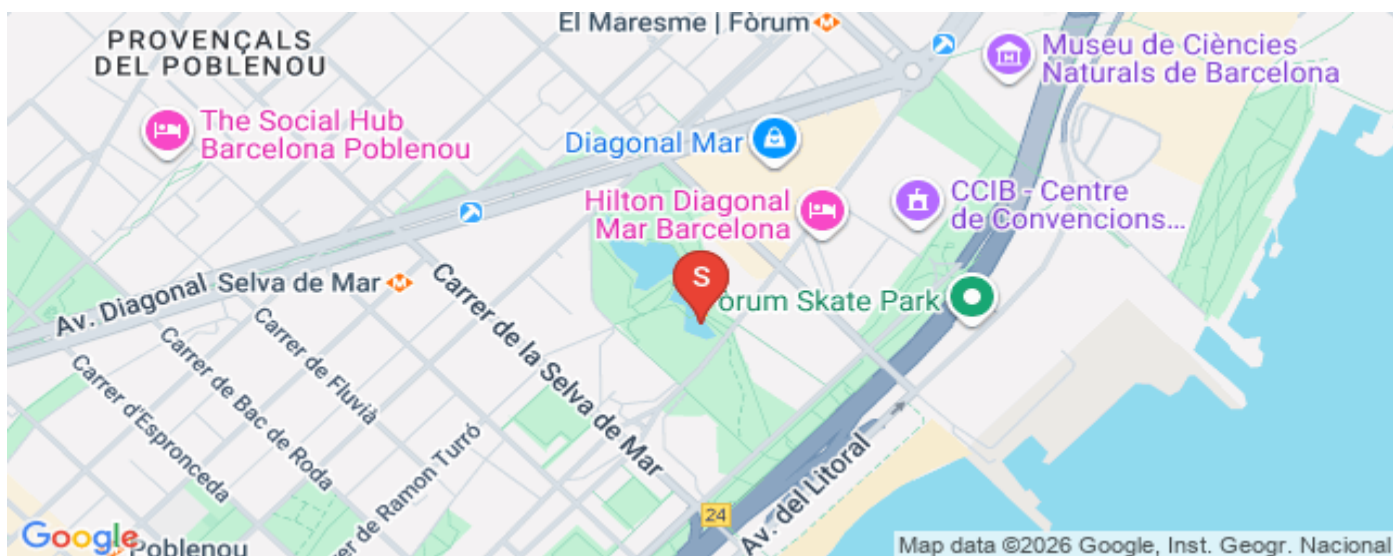 El Maresme | Fòrum
PROVENÇALS
DEL POBLENOU
Museu de Ciències
Naturals de Barcelona
The Social Hub
Barcelona Poblenou
Diagonal Mar
Hilton Diagonal
Mar Barcelona
CCIB - Centre
de Convencions...
S
Av. Diagonal
Selva de Mar
òrum Skate Park
Carrer de la Selva de Mar
Carrer de Fluvià
Carrer de Bac de Roda
Carrer d'Espronceda
er de Ramon Turró
24
Av. del Litoral
Google
Poblenou
Map data ©2026 Google, Inst. Geogr. Nacional